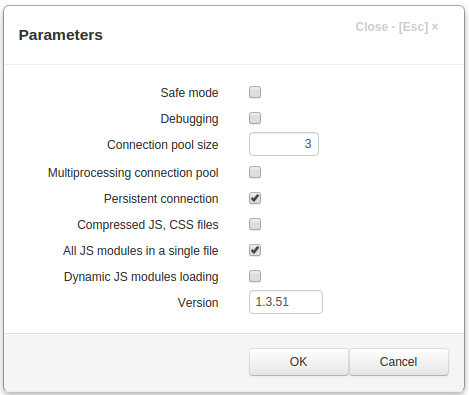 Parameters
Close - [Esc] ×
Safe mode
Debugging
Connection pool size 3
Multiprocessing connection pool
Persistent connection
Compressed JS, CSS files
All JS modules in a single file
Dynamic JS modules loading
Version 1.3.51
OK Cancel